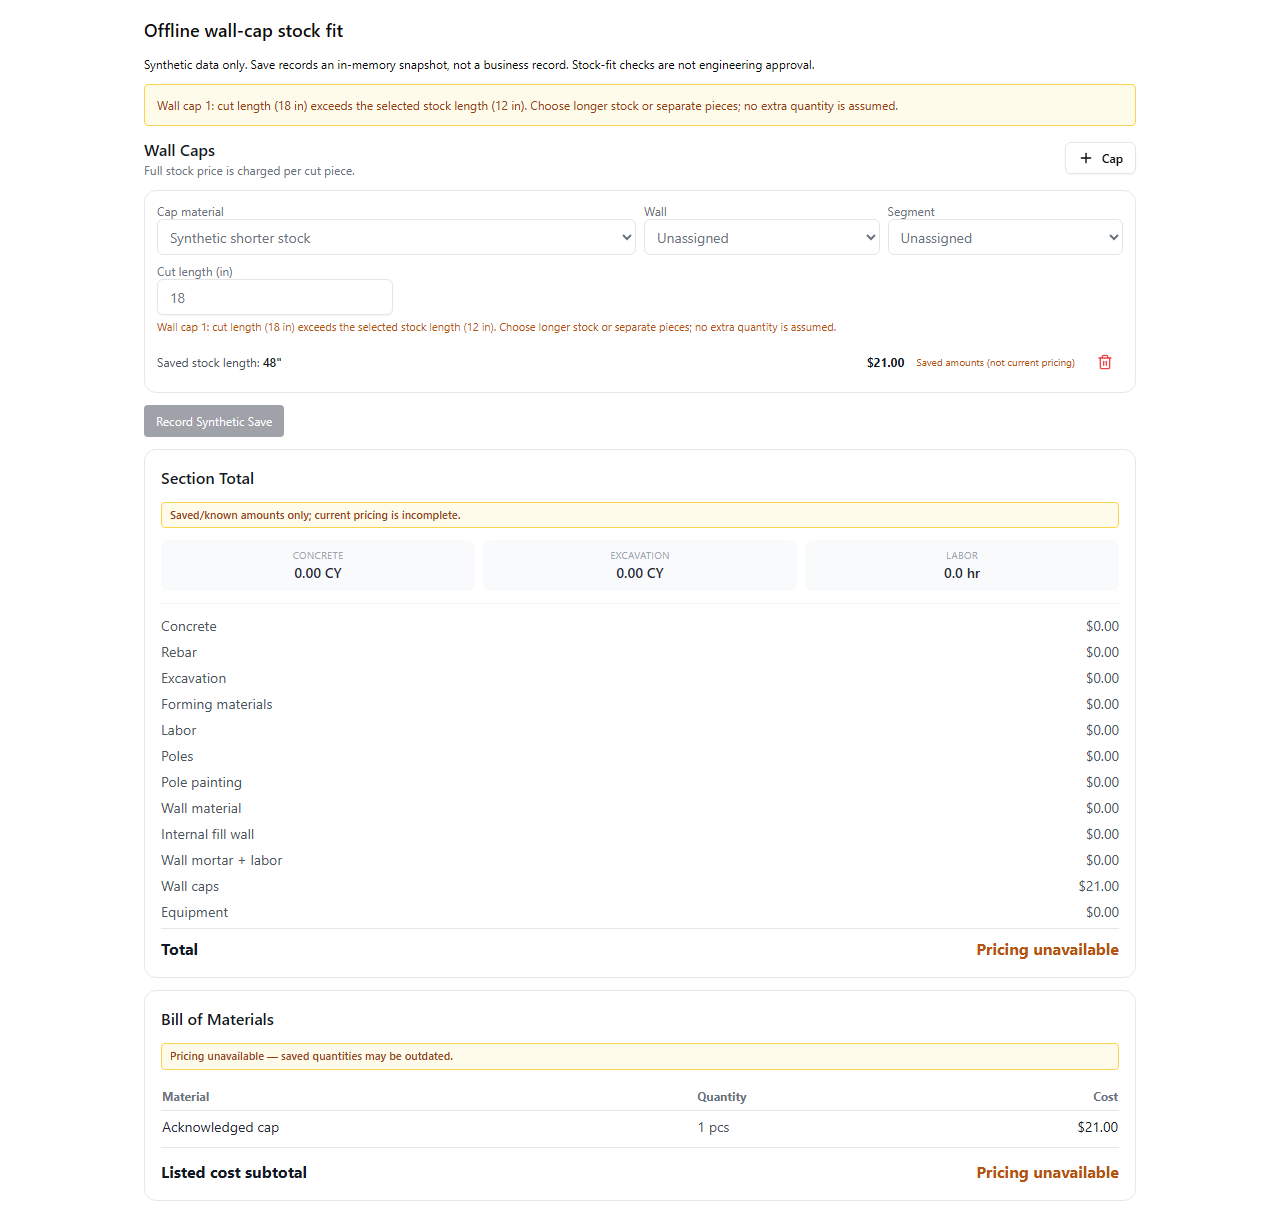 Offline wall-cap stock fit
Synthetic data only. Save records an in-memory snapshot, not a business record. Stock-fit checks are not engineering approval.
Wall cap 1: cut length (18 in) exceeds the selected stock length (12 in). Choose longer stock or separate pieces; no extra quantity is assumed.
Wall Caps
Full stock price is charged per cut piece.
+ Cap
Cap material Wall Segment
Synthetic shorter stock Unassigned Unassigned
Cut length (in)
18
Wall cap 1: cut length (18 in) exceeds the selected stock length (12 in). Choose longer stock or separate pieces; no extra quantity is assumed.
Saved stock length: 48" $21.00 Saved amounts (not current pricing)
Record Synthetic Save
Section Total
Saved/known amounts only; current pricing is incomplete.
CONCRETE EXCAVATION LABOR
0.00 CY 0.00 CY 0.0 hr
Concrete $0.00
Rebar $0.00
Excavation $0.00
Forming materials $0.00
Labor $0.00
Poles $0.00
Pole painting $0.00
Wall material $0.00
Internal fill wall $0.00
Wall mortar + labor $0.00
Wall caps $21.00
Equipment $0.00
Total Pricing unavailable
Bill of Materials
Pricing unavailable — saved quantities may be outdated.
Material Quantity Cost
Acknowledged cap 1 pcs $21.00
Listed cost subtotal Pricing unavailable